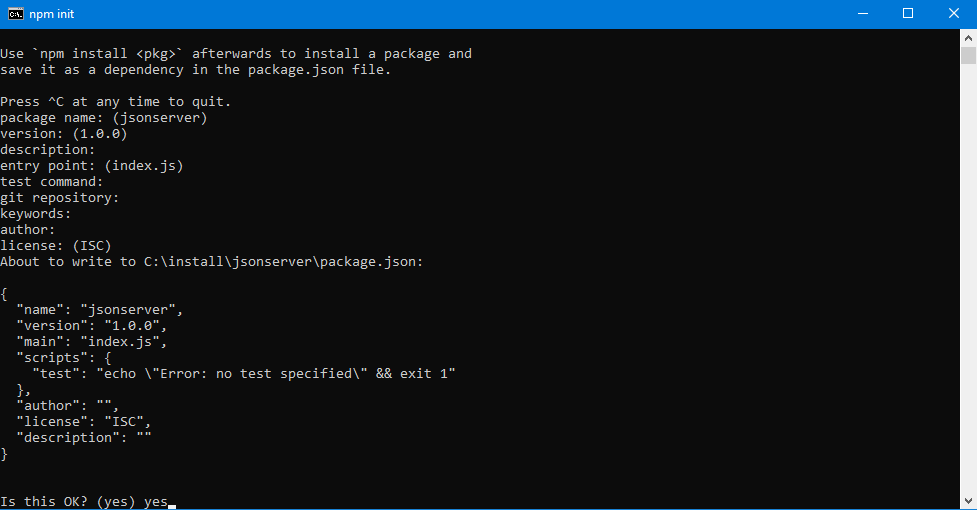 npm init
Use `npm install <pkg>` afterwards to install a package and
save it as a dependency in the package.json file.
Press ^C at any time to quit.
package name: (jsonserver)
version: (1.0.0)
description:
entry point: (index.js)
test command:
git repository:
keywords:
author:
license: (ISC)
About to write to C:\install\jsonserver\package.json:
{
  "name": "jsonserver",
  "version": "1.0.0",
  "main": "index.js",
  "scripts": {
    "test": "echo \"Error: no test specified\" && exit 1"
  },
  "author": "",
  "license": "ISC",
  "description": ""
}
Is this OK? (yes) yes